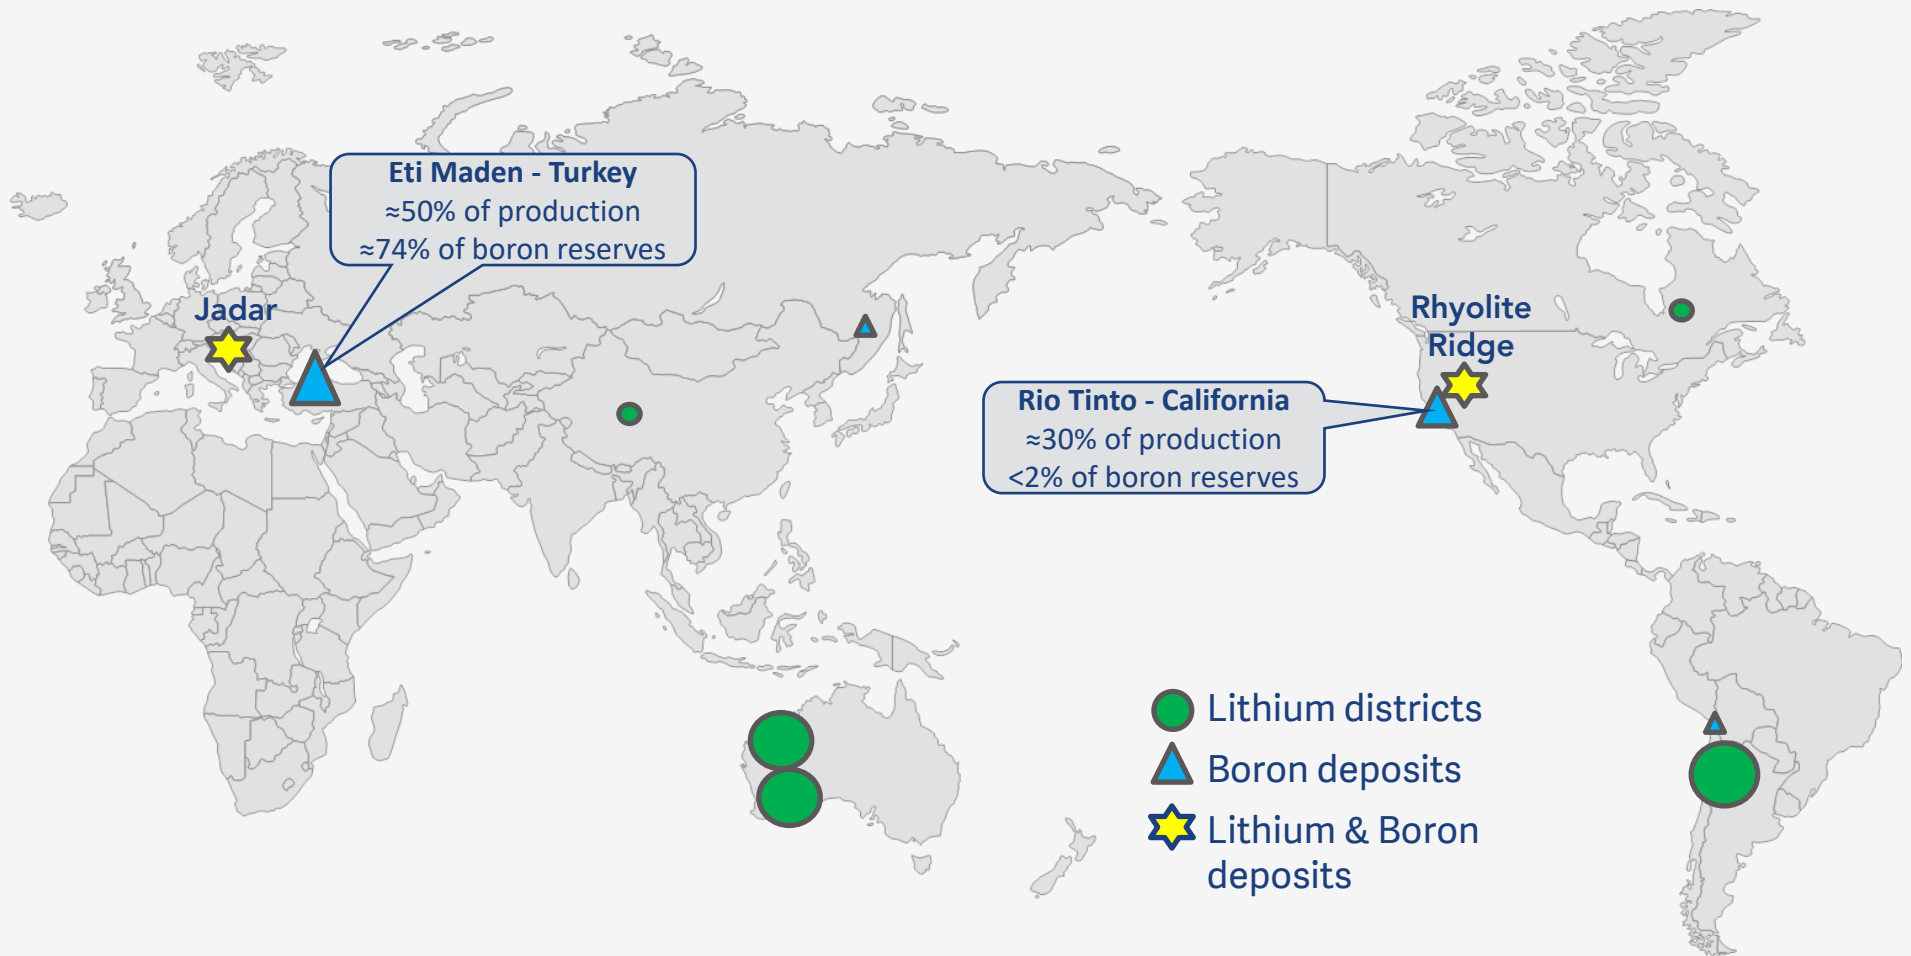 Eti Maden - Turkey
≈50% of production
≈74% of boron reserves
Jadar
Rhyolite
Ridge
Rio Tinto - California
≈30% of production
<2% of boron reserves
Lithium districts
Boron deposits
Lithium & Boron
deposits